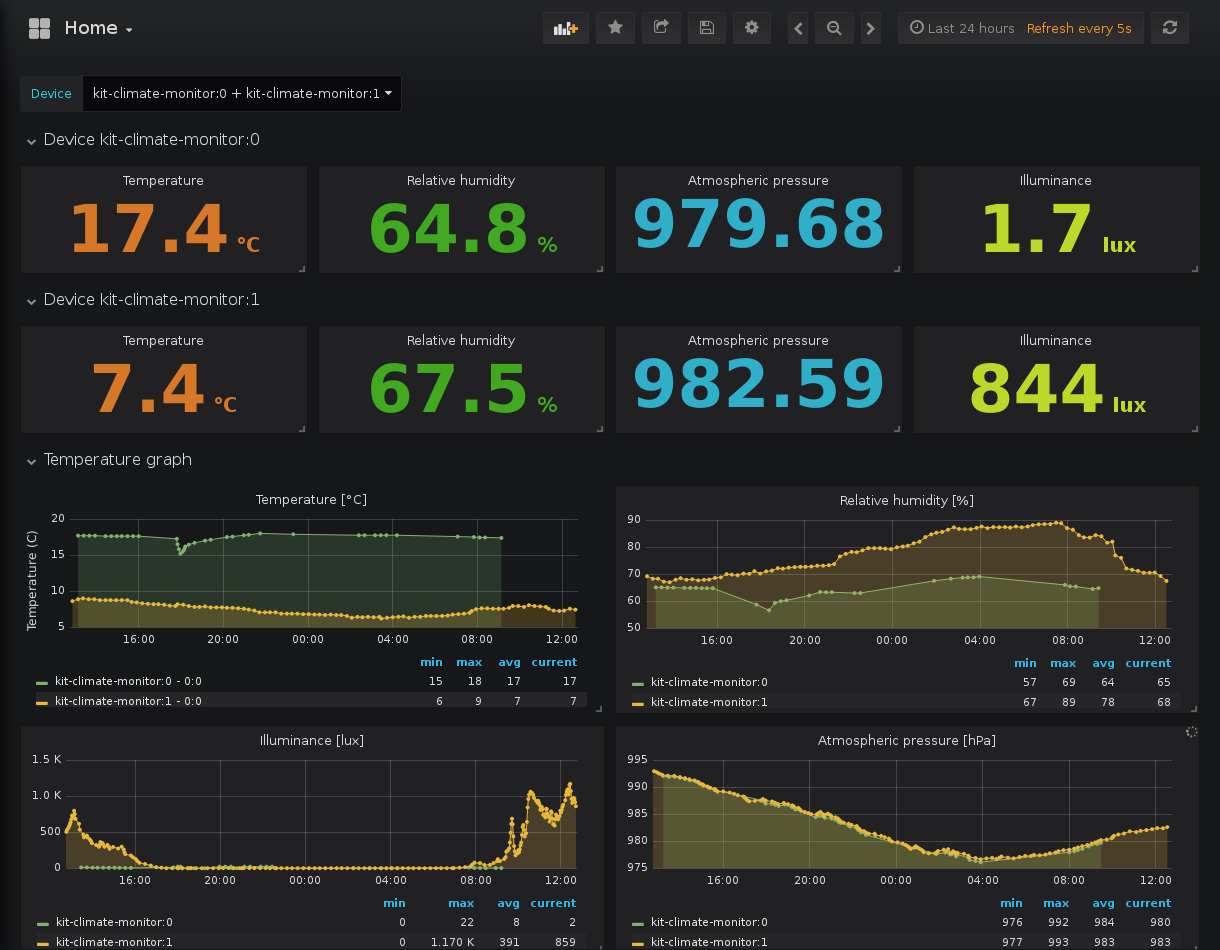 Home
Last 24 hours Refresh every 5s
Device kit-climate-monitor:0 + kit-climate-monitor:1
Device kit-climate-monitor:0
Temperature Relative humidity Atmospheric pressure Illuminance
17.4 °C 64.8 % 979.68 1.7 lux
Device kit-climate-monitor:1
Temperature Relative humidity Atmospheric pressure Illuminance
7.4 °C 67.5 % 982.59 844 lux
Temperature graph
Temperature [°C]
Temperature (C)
20
15
10
5
16:00 20:00 00:00 04:00 08:00 12:00
min max avg current
kit-climate-monitor:0 - 0:0 15 18 17 17
kit-climate-monitor:1 - 0:0 6 9 7 7
Relative humidity [%]
90
80
70
60
50
16:00 20:00 00:00 04:00 08:00 12:00
min max avg current
kit-climate-monitor:0 57 69 64 65
kit-climate-monitor:1 67 89 78 68
Illuminance [lux]
1.5 K
1.0 K
500
0
16:00 20:00 00:00 04:00 08:00 12:00
min max avg current
kit-climate-monitor:0 0 22 8 2
kit-climate-monitor:1 0 1.170 K 391 859
Atmospheric pressure [hPa]
995
990
985
980
975
16:00 20:00 00:00 04:00 08:00 12:00
min max avg current
kit-climate-monitor:0 976 992 984 980
kit-climate-monitor:1 977 993 983 983